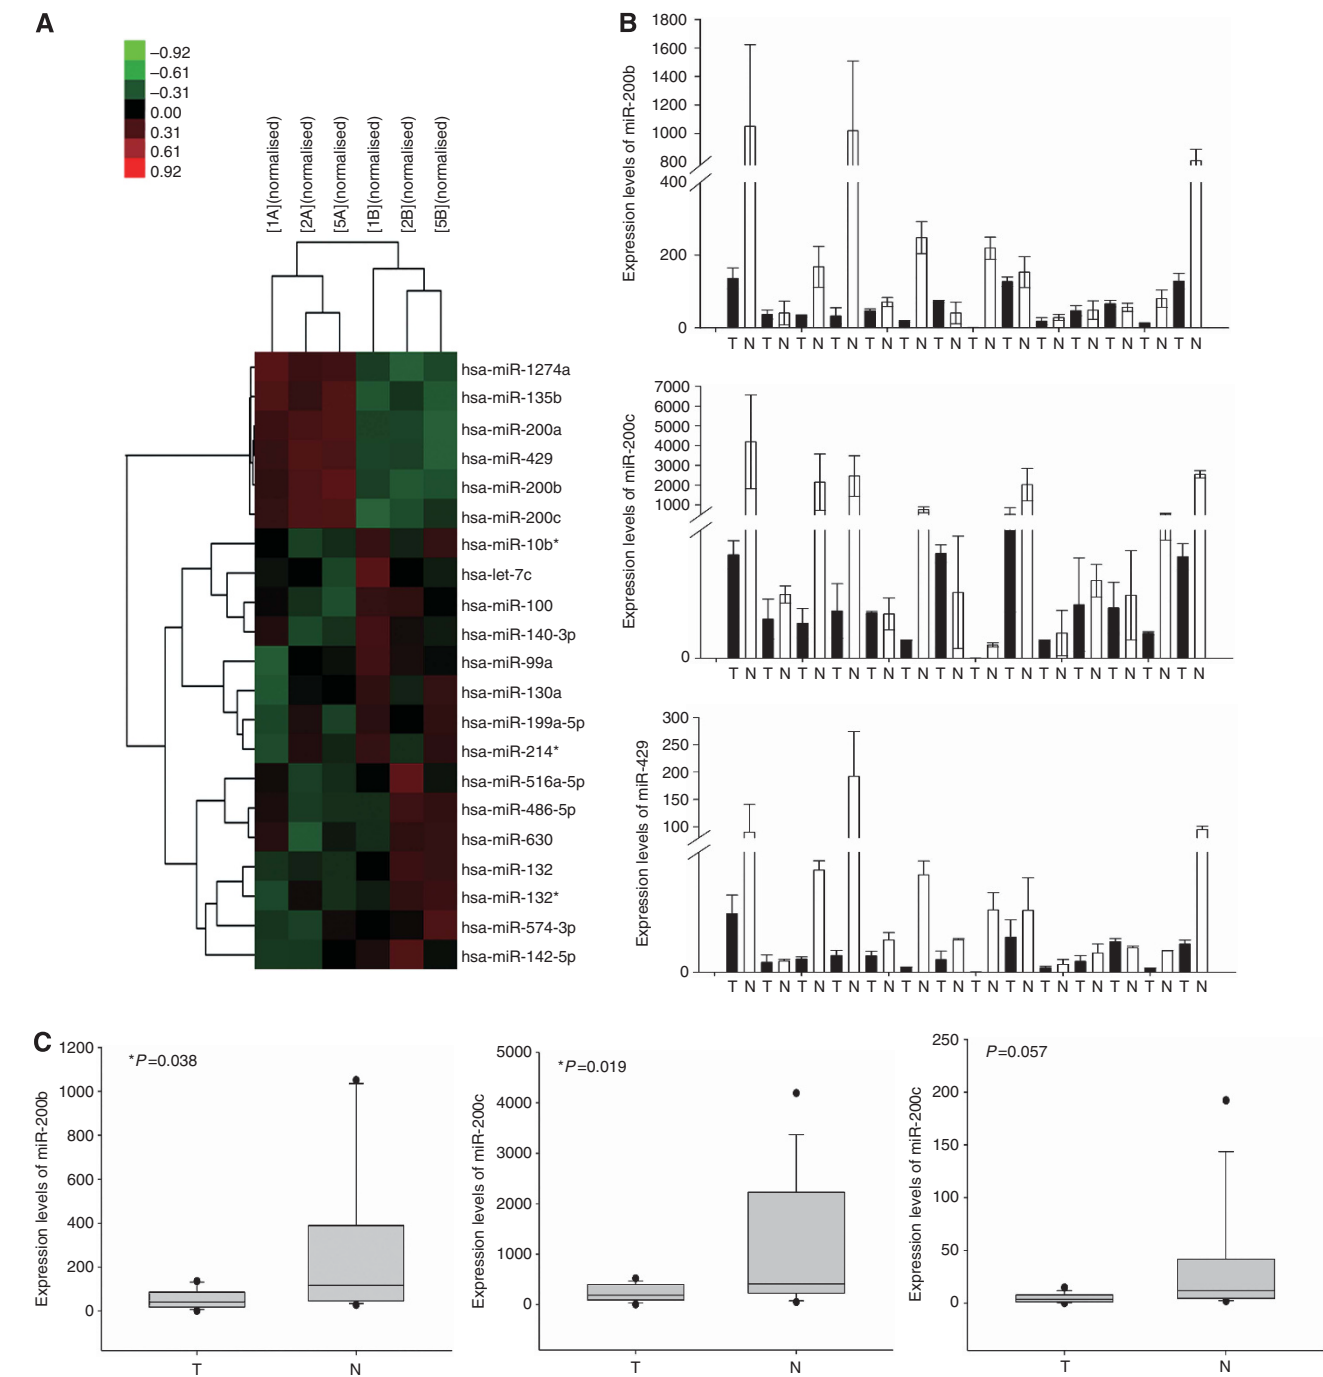 A
−0.92
−0.61
−0.31
0.00
0.31
0.61
0.92
[1A](normalised)
[2A](normalised)
[5A](normalised)
[1B](normalised)
[2B](normalised)
[5B](normalised)
hsa-miR-1274a
hsa-miR-135b
hsa-miR-200a
hsa-miR-429
hsa-miR-200b
hsa-miR-200c
hsa-miR-10b*
hsa-let-7c
hsa-miR-100
hsa-miR-140-3p
hsa-miR-99a
hsa-miR-130a
hsa-miR-199a-5p
hsa-miR-214*
hsa-miR-516a-5p
hsa-miR-486-5p
hsa-miR-630
hsa-miR-132
hsa-miR-132*
hsa-miR-574-3p
hsa-miR-142-5p
B
Expression levels of miR-200b
1800
1600
1400
1200
1000
800
400
200
0
T N T N T N T N T N T N T N T N T N T N T N T N T N T N
Expression levels of miR-200c
7000
6000
5000
4000
3000
2000
1000
0
T N T N T N T N T N T N T N T N T N T N T N T N T N T N
Expression levels of miR-429
300
250
200
150
100
0
T N T N T N T N T N T N T N T N T N T N T N T N T N T N
C
Expression levels of miR-200b
1200
1000
800
600
400
200
0
*P=0.038
T N
Expression levels of miR-200c
5000
4000
3000
2000
1000
0
*P=0.019
T N
Expression levels of miR-200c
250
200
150
100
50
0
P=0.057
T N